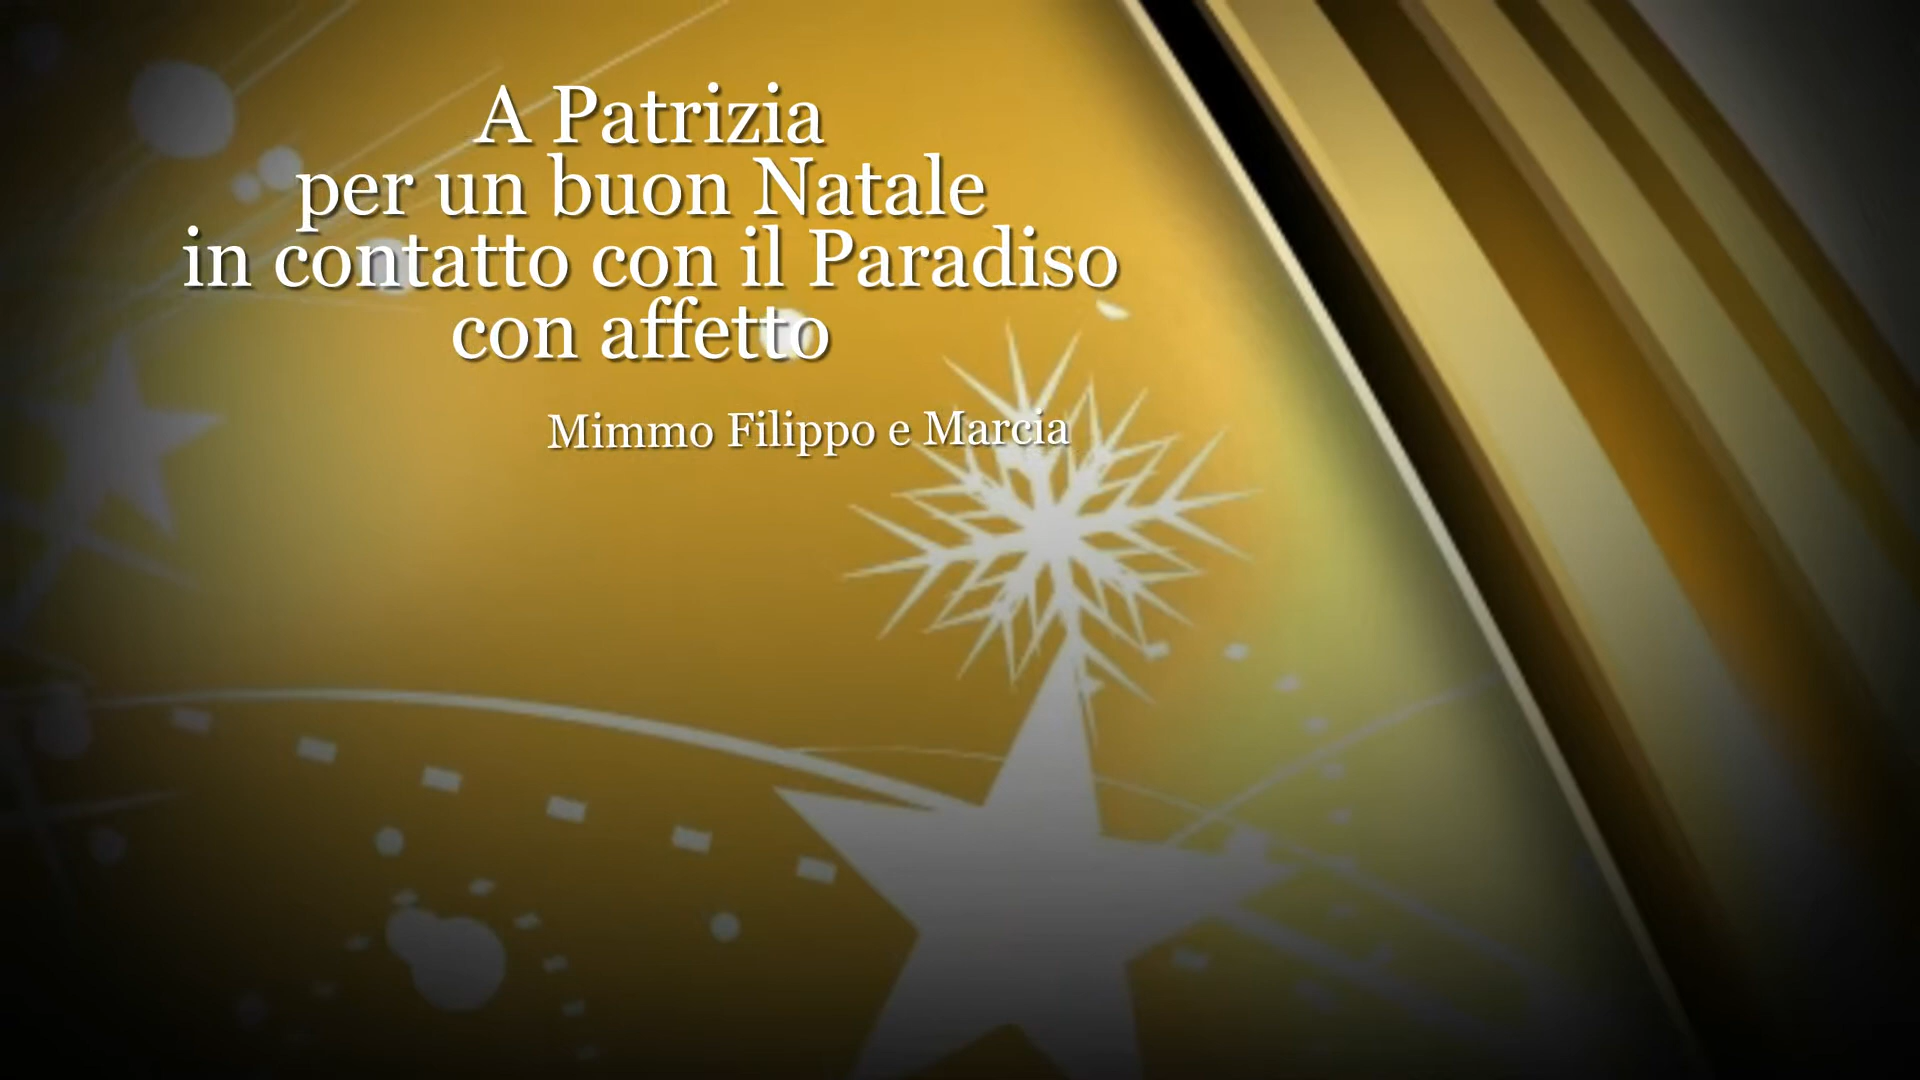 A Patrizia
per un buon Natale
in contatto con il Paradiso
con affetto
Mimmo Filippo e Marcia